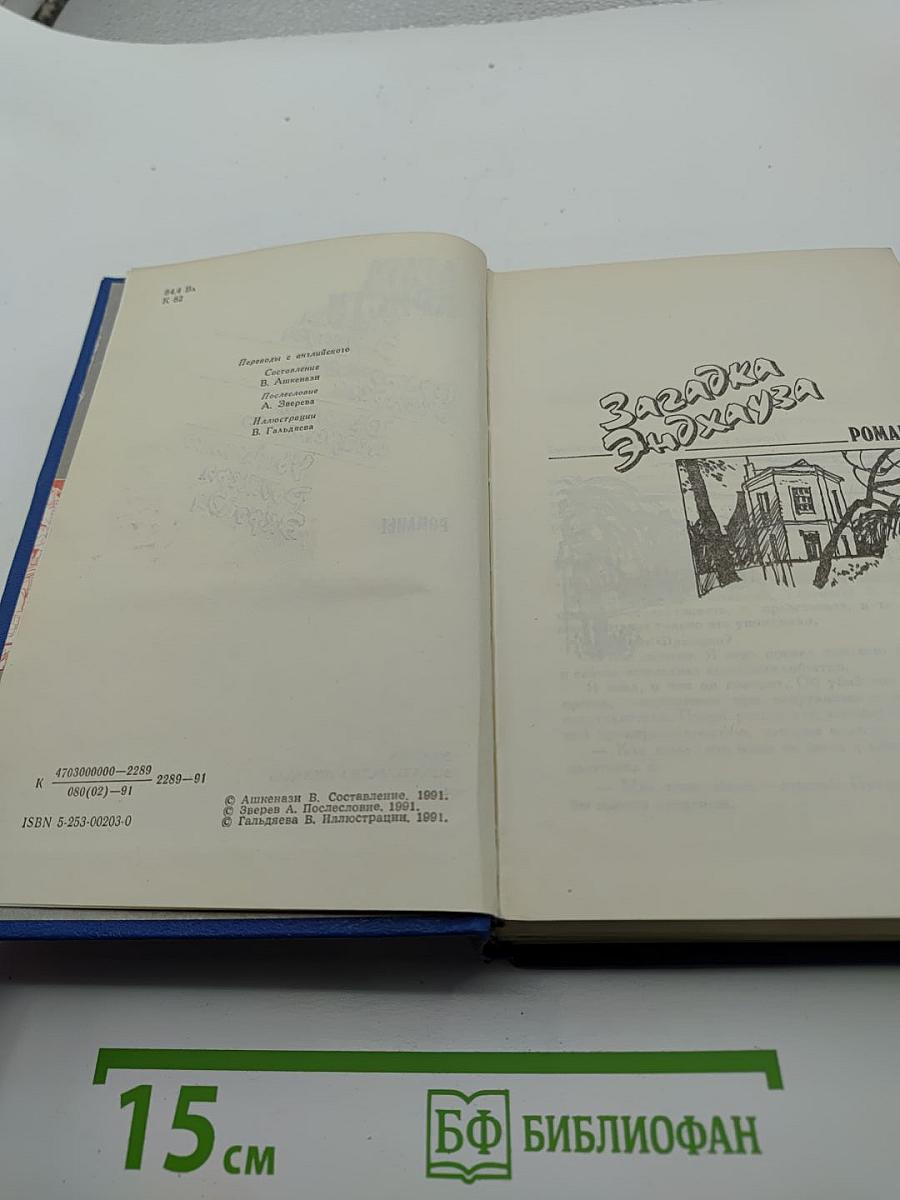 84.4 Вл
К 82
Переводы с английского
Составление
В. Ашкенази
Послесловие
А. Зверева
Иллюстрации
В. Гальдяева
К 4703000000—2289
080(02)—91
2289—91
ISBN 5-253-00203-0
© Ашкенази В. Составление, 1991.
© Зверев А. Послесловие, 1991.
© Гальдяева В. Иллюстрации, 1991.
Загадка
Эндхауза
РОМАН
15 см
БФ БИБЛИОФАН